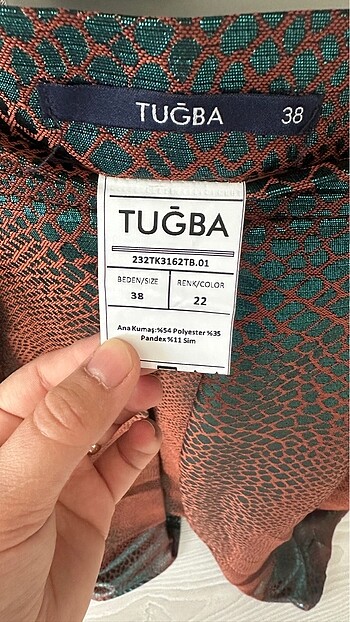 TUĞBA 38
TUĞBA
232TK3162TB.01
BEDEN/SIZE RENK/COLOR
38 22
Ana Kumaş:%54 Polyester %35
Pandex %11 Sim